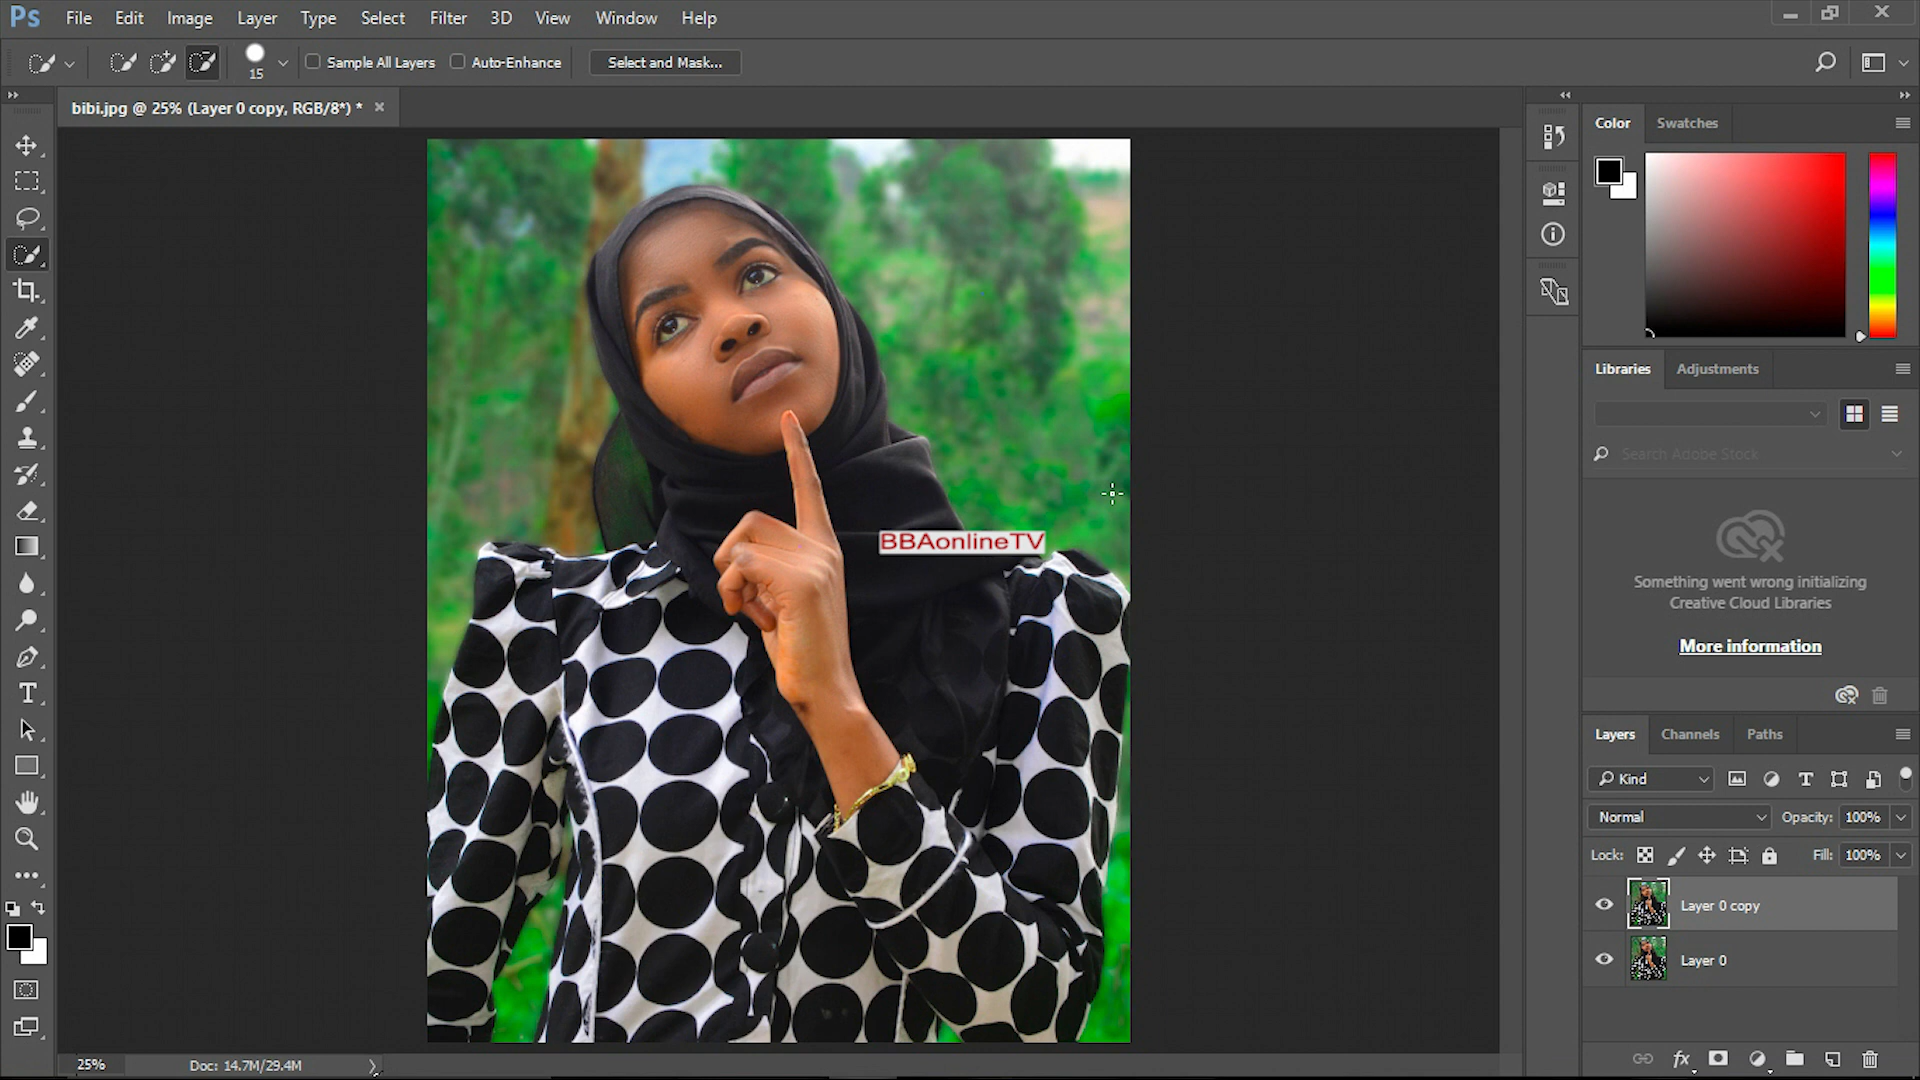 Ps File Edit Image Layer Type Select Filter 3D View Window Help
15 Sample All Layers Auto-Enhance Select and Mask...
bibi.jpg @ 25% (Layer 0 copy, RGB/8*) *
Color Swatches
Libraries Adjustments
Search Adobe Stock
BBAonlineTV
Something went wrong initializing
Creative Cloud Libraries
More information
Layers Channels Paths
Kind
Normal Opacity: 100%
Lock: Fill: 100%
Layer 0 copy
Layer 0
25% Doc: 14.7M/29.4M